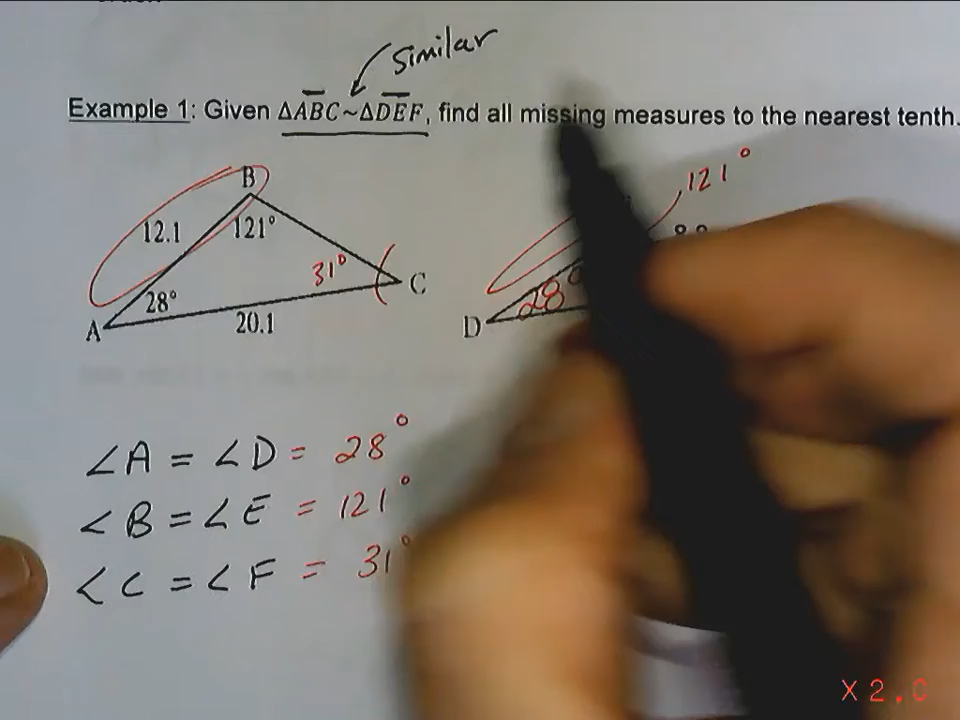 Similar
Example 1: Given ΔABC~ΔDEF, find all missing measures to the nearest tenth.
B
121°
12.1
121°
31°
C
28°
A
20.1
28
D
∠A = ∠D = 28°
∠B = ∠E = 121°
∠C = ∠F = 31°
X2.0